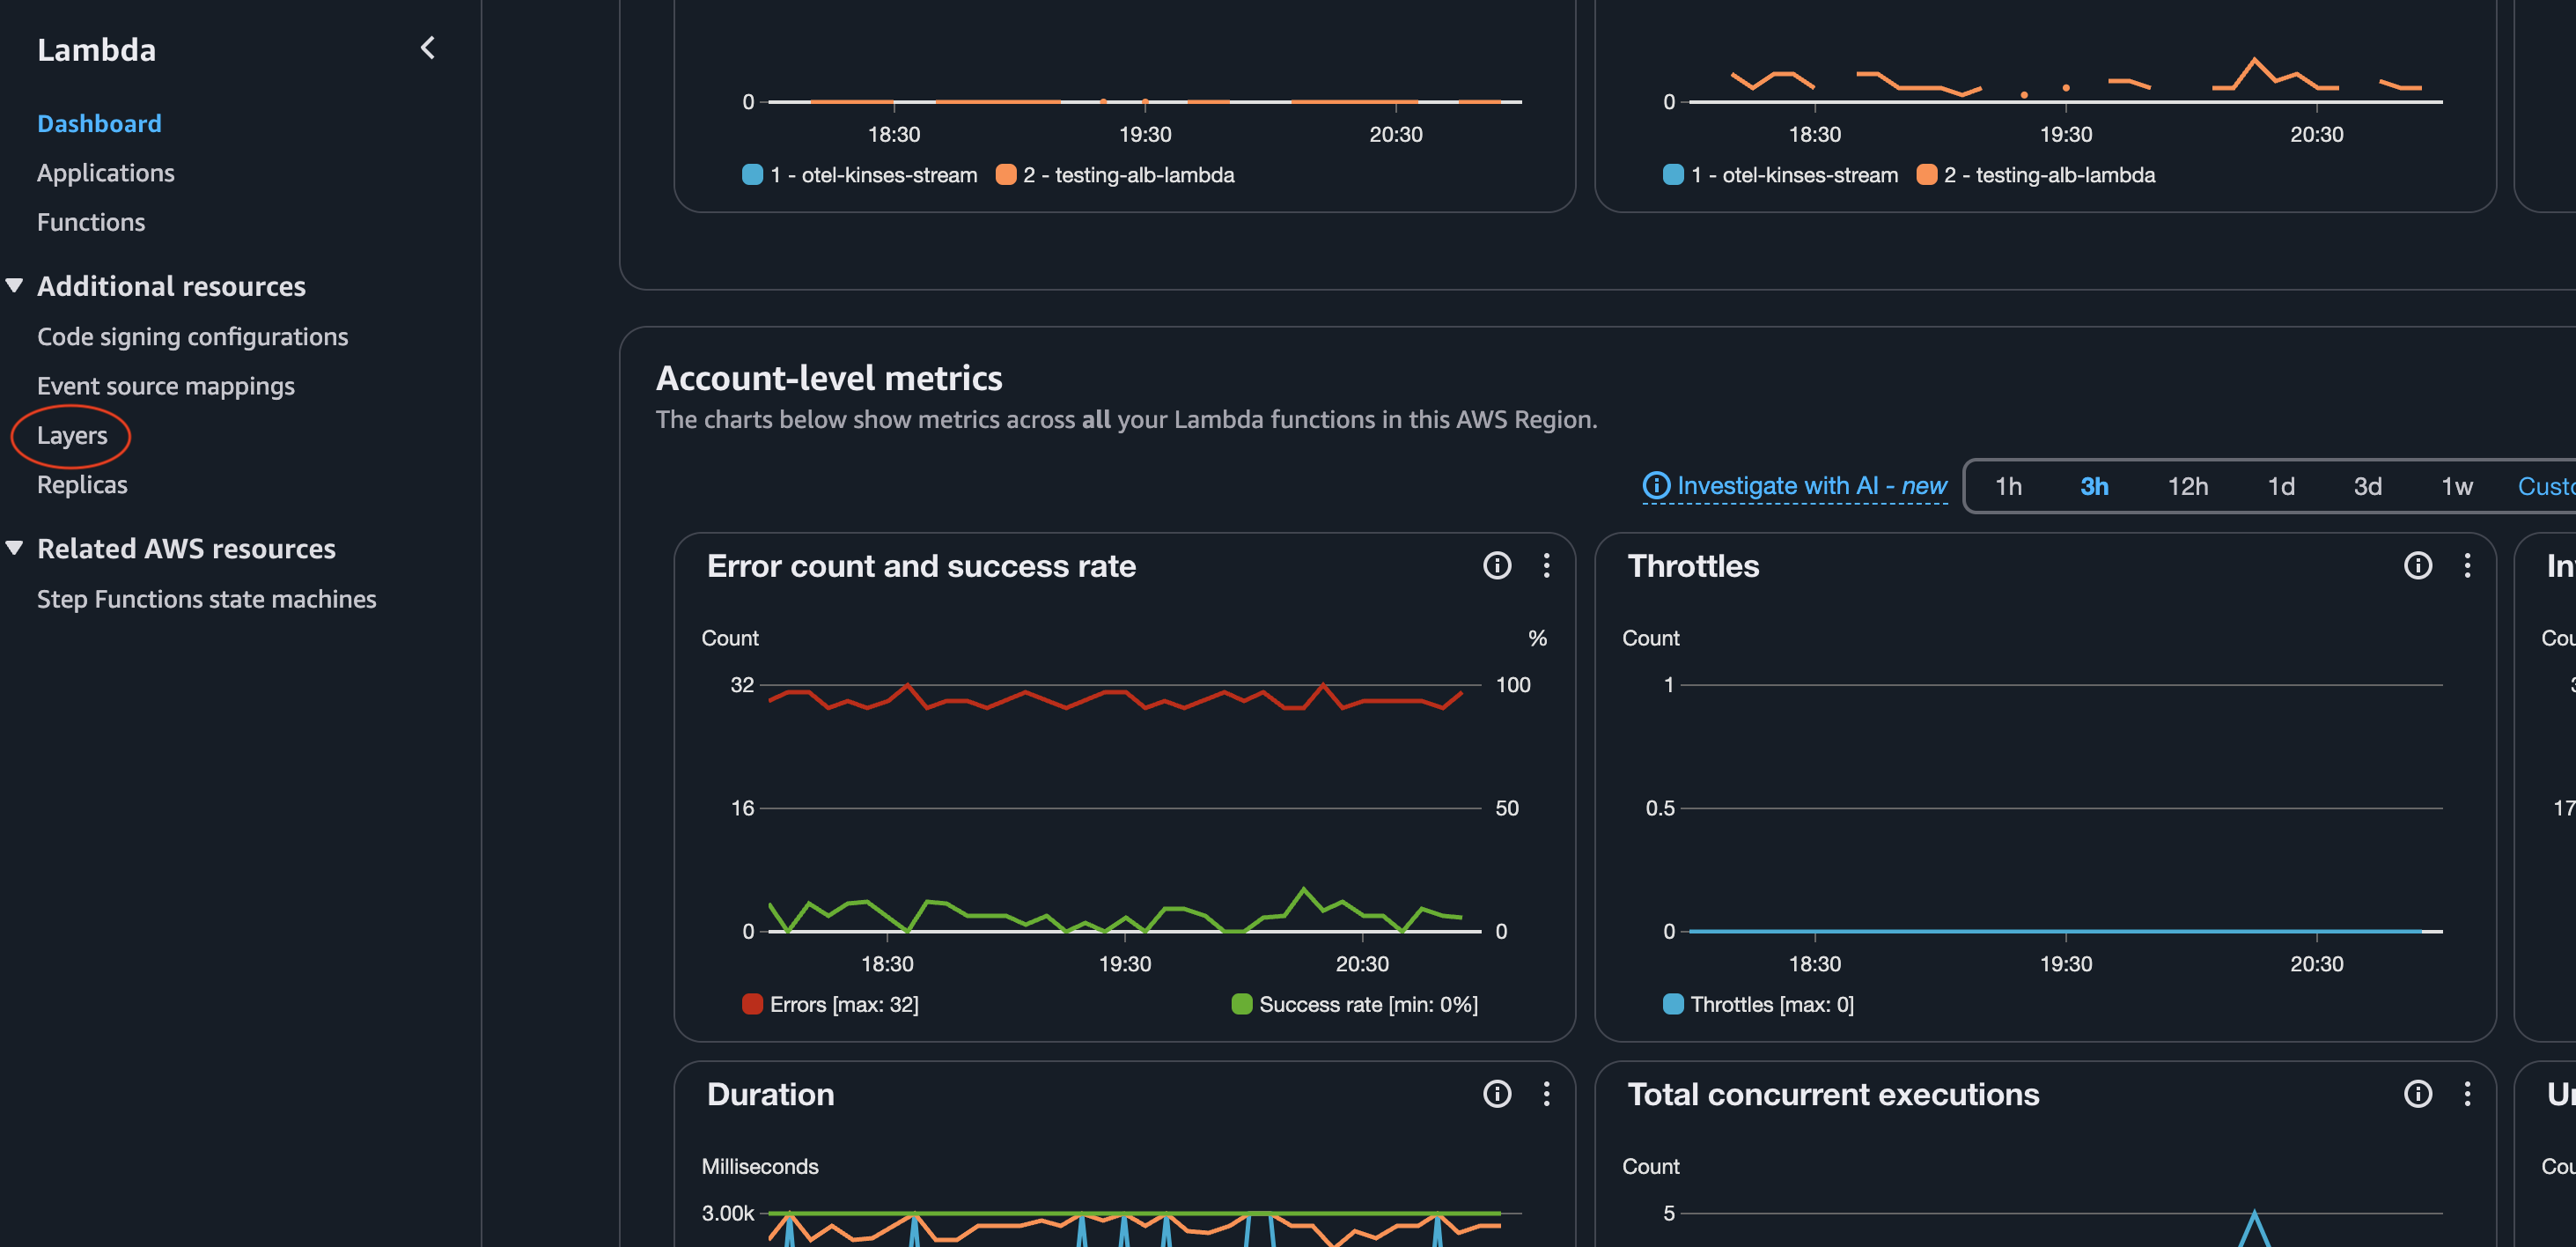 Lambda
Dashboard
Applications
Functions
Additional resources
Code signing configurations
Event source mappings
Layers
Replicas
Related AWS resources
Step Functions state machines
0
18:30 19:30 20:30
1 - otel-kinses-stream 2 - testing-alb-lambda
0
18:30 19:30 20:30
1 - otel-kinses-stream 2 - testing-alb-lambda
Account-level metrics
The charts below show metrics across all your Lambda functions in this AWS Region.
Investigate with AI - new 1h 3h 12h 1d 3d 1w
Error count and success rate
Count %
32 100
16 50
0 0
18:30 19:30 20:30
Errors [max: 32] Success rate [min: 0%]
Throttles
Count
1
0.5
0
18:30 19:30 20:30
Throttles [max: 0]
Duration
Milliseconds
3.00k
Total concurrent executions
Count
5